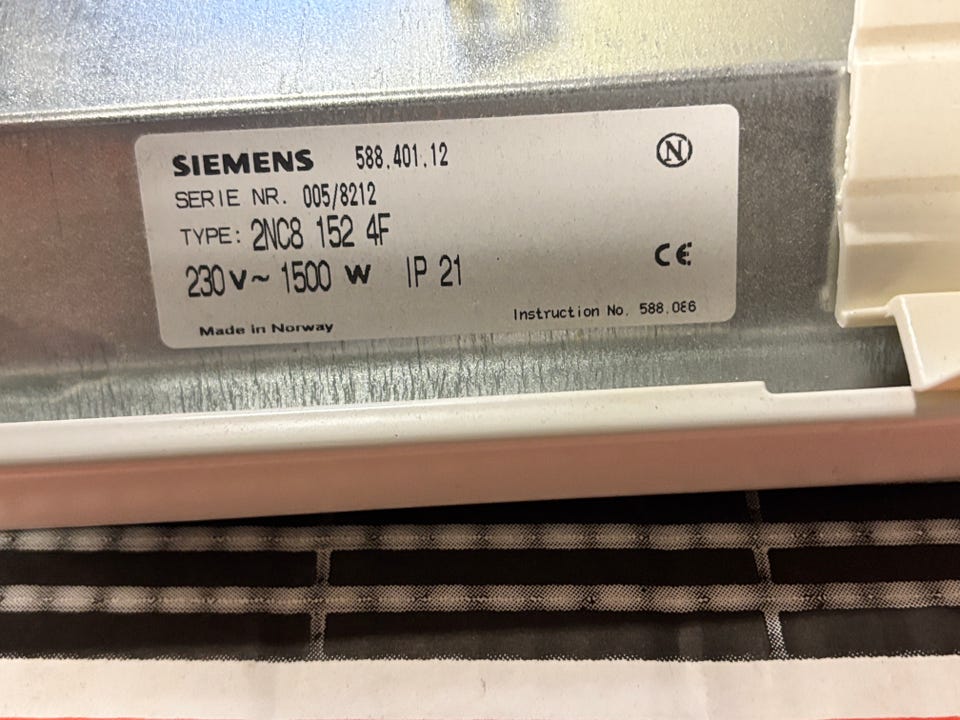 SIEMENS 588.401.12
N
SERIE NR. 005/8212
TYPE: 2NC8 152 4F
230 V~ 1500 W IP 21
CE
Made in Norway
Instruction No. 588.086